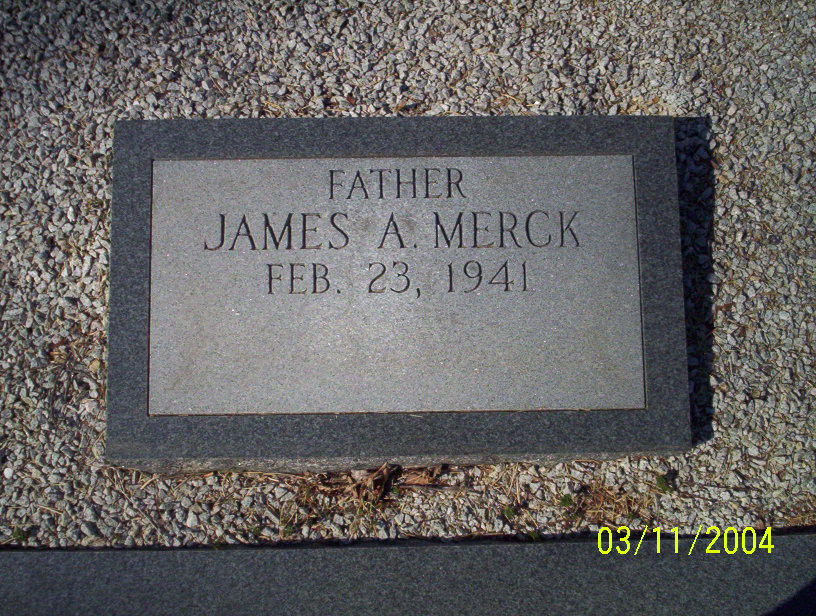 FATHER
JAMES A. MERCK
FEB. 23, 1941
03/11/2004